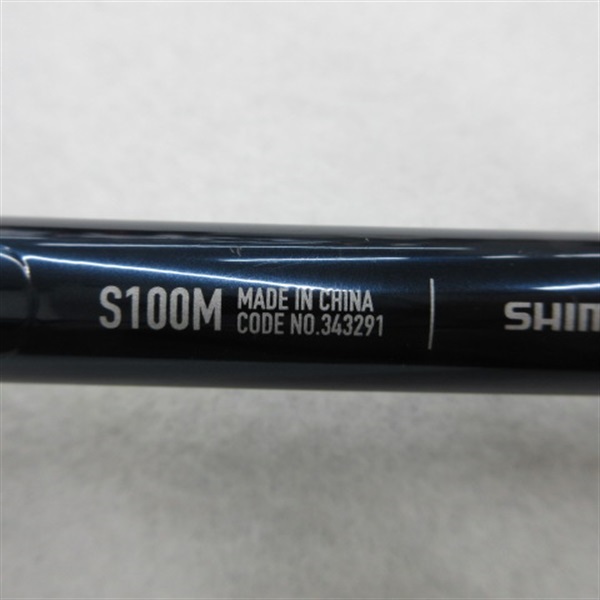 S100M
MADE IN CHINA
CODE NO.343291
SHIM